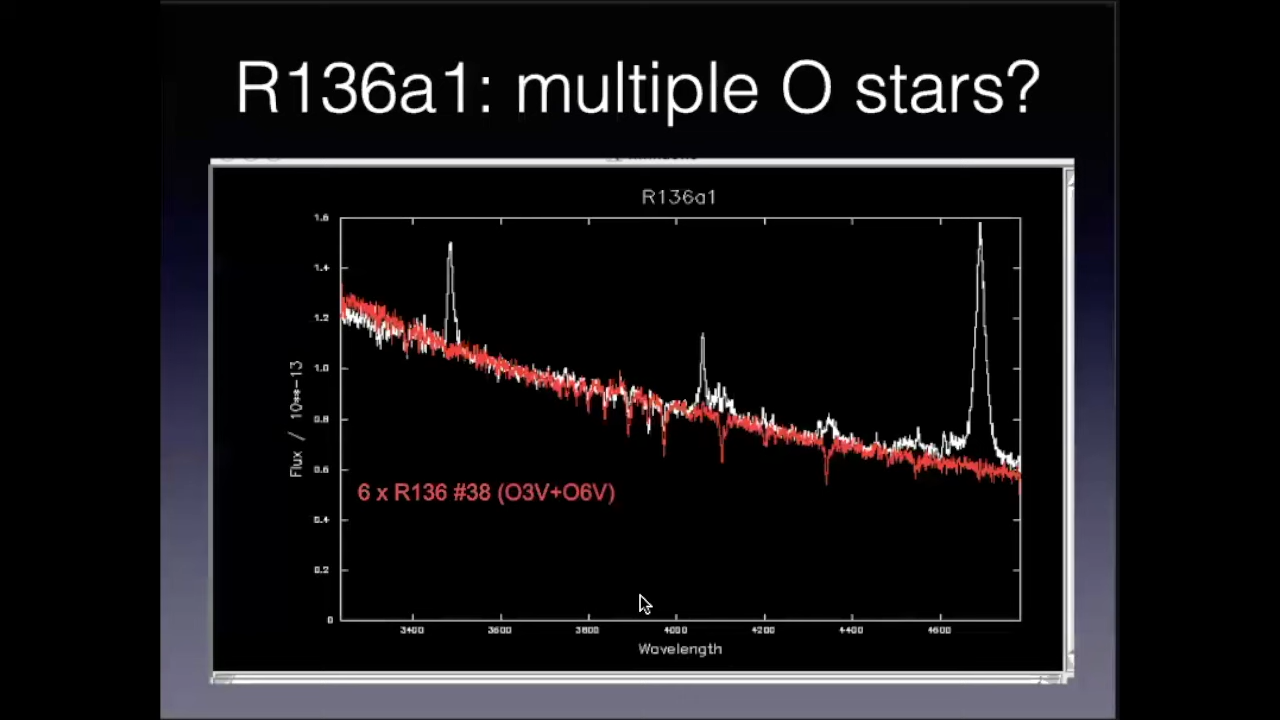 R136a1: multiple O stars?
R136a1
1.6
1.4
1.2
1.0
0.8
0.6
0.4
0.2
0
Flux / 10**-13
6 x R136 #38 (O3V+O6V)
3400 3600 3800 4000 4200 4400 4600
Wavelength